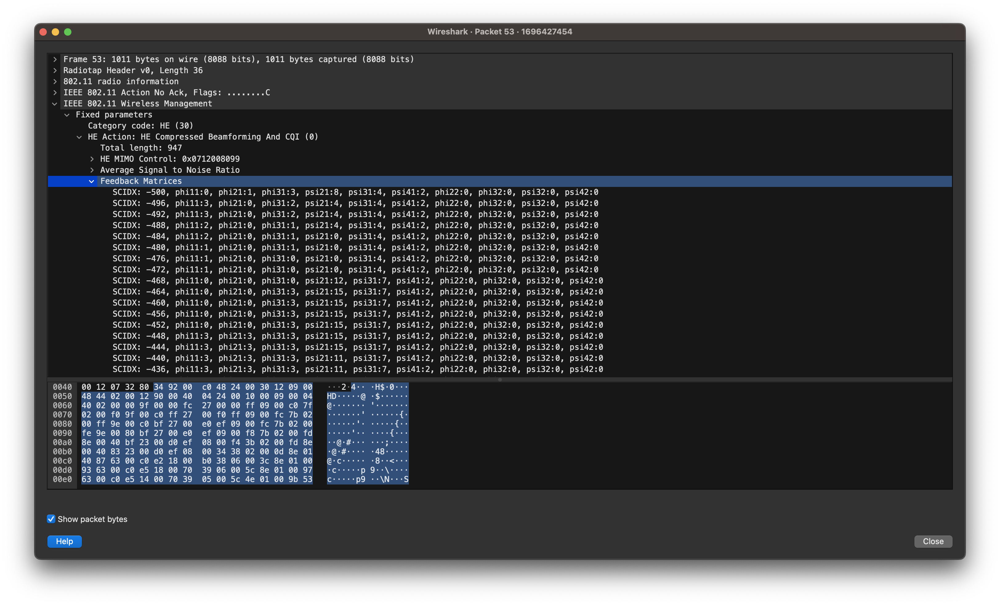 Wireshark · Packet 53 · 1696427454
Frame 53: 1011 bytes on wire (8088 bits), 1011 bytes captured (8088 bits)
Radiotap Header v0, Length 36
802.11 radio information
IEEE 802.11 Action No Ack, Flags: ........C
IEEE 802.11 Wireless Management
Fixed parameters
Category code: HE (30)
HE Action: HE Compressed Beamforming And CQI (0)
Total length: 947
HE MIMO Control: 0x0712008099
Average Signal to Noise Ratio
Feedback Matrices
SCIDX: -500, phi11:0, phi21:1, phi31:3, psi21:8, psi31:4, psi41:2, phi22:0, phi32:0, psi32:0, psi42:0
SCIDX: -496, phi11:3, phi21:0, phi31:2, psi21:4, psi31:4, psi41:2, phi22:0, phi32:0, psi32:0, psi42:0
SCIDX: -492, phi11:3, phi21:0, phi31:2, psi21:4, psi31:4, psi41:2, phi22:0, phi32:0, psi32:0, psi42:0
SCIDX: -488, phi11:2, phi21:0, phi31:1, psi21:4, psi31:4, psi41:2, phi22:0, phi32:0, psi32:0, psi42:0
SCIDX: -484, phi11:2, phi21:0, phi31:1, psi21:0, psi31:4, psi41:2, phi22:0, phi32:0, psi32:0, psi42:0
SCIDX: -480, phi11:1, phi21:0, phi31:1, psi21:0, psi31:4, psi41:2, phi22:0, phi32:0, psi32:0, psi42:0
SCIDX: -476, phi11:1, phi21:0, phi31:0, psi21:0, psi31:4, psi41:2, phi22:0, phi32:0, psi32:0, psi42:0
SCIDX: -472, phi11:1, phi21:0, phi31:0, psi21:0, psi31:4, psi41:2, phi22:0, phi32:0, psi32:0, psi42:0
SCIDX: -468, phi11:0, phi21:0, phi31:0, psi21:12, psi31:7, psi41:2, phi22:0, phi32:0, psi32:0, psi42:0
SCIDX: -464, phi11:0, phi21:0, phi31:3, psi21:15, psi31:7, psi41:2, phi22:0, phi32:0, psi32:0, psi42:0
SCIDX: -460, phi11:0, phi21:0, phi31:3, psi21:15, psi31:7, psi41:2, phi22:0, phi32:0, psi32:0, psi42:0
SCIDX: -456, phi11:0, phi21:0, phi31:3, psi21:15, psi31:7, psi41:2, phi22:0, phi32:0, psi32:0, psi42:0
SCIDX: -452, phi11:0, phi21:0, phi31:3, psi21:15, psi31:7, psi41:2, phi22:0, phi32:0, psi32:0, psi42:0
SCIDX: -448, phi11:3, phi21:3, phi31:3, psi21:15, psi31:7, psi41:2, phi22:0, phi32:0, psi32:0, psi42:0
SCIDX: -444, phi11:3, phi21:3, phi31:3, psi21:15, psi31:7, psi41:2, phi22:0, phi32:0, psi32:0, psi42:0
SCIDX: -440, phi11:3, phi21:3, phi31:3, psi21:11, psi31:7, psi41:2, phi22:0, phi32:0, psi32:0, psi42:0
SCIDX: -436, phi11:3, phi21:3, phi31:3, psi21:11, psi31:7, psi41:2, phi22:0, phi32:0, psi32:0, psi42:0
0040 00 12 07 32 80 34 92 00 c0 48 24 00 30 12 09 00 ···2·4·· ·H$·0···
0050 48 44 02 00 12 90 00 40 04 24 00 10 00 09 00 04 HD·····@ ·$······
0060 40 02 00 00 9f 00 00 fc 27 00 00 ff 09 00 c0 7f @······· '·······
0070 02 00 f0 9f 00 c0 ff 27 00 f0 ff 09 00 fc 7b 02 ·······' ······{·
0080 00 ff 9e 00 c0 bf 27 00 e0 ef 09 00 fc 7b 02 00 ······'· ·····{··
0090 fe 9e 00 80 bf 27 00 e0 ef 09 00 f8 7b 02 00 fd ·····'·· ····{···
00a0 8e 00 40 bf 23 00 d0 ef 08 00 f4 3b 02 00 fd 8e ··@·#··· ···;····
00b0 00 40 83 23 00 d0 ef 08 00 34 38 02 00 0d 8e 01 ·@·#···· ·48·····
00c0 40 87 63 00 c0 e2 18 00 b0 38 06 00 3c 8e 01 00 @·c····· ·8··<···
00d0 93 63 00 c0 e5 18 00 70 39 06 00 5c 8e 01 00 97 ·c·····p 9··\····
00e0 63 00 c0 e5 14 00 70 39 05 00 5c 4e 01 00 9b 53 c·····p9 ··\N···S
Show packet bytes
Help
Close